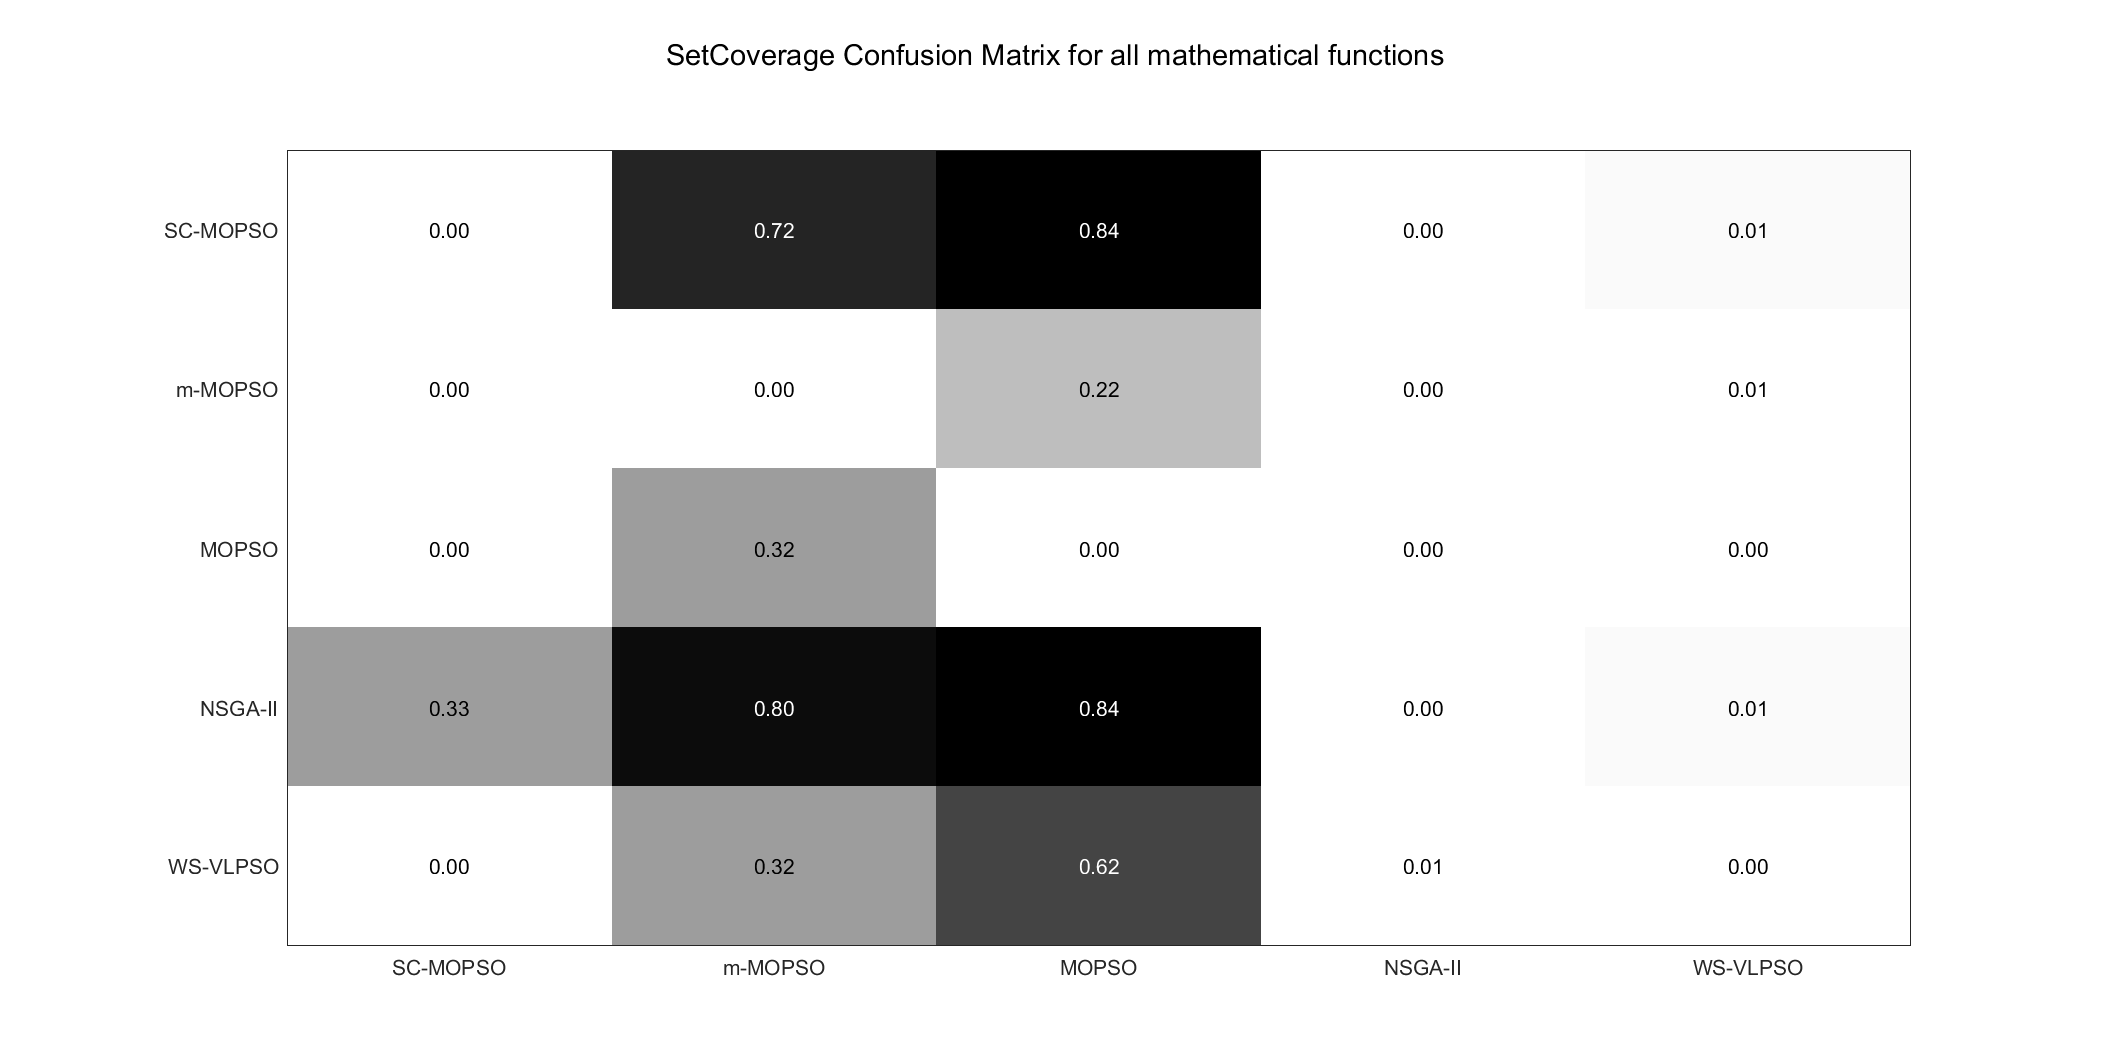 SetCoverage Confusion Matrix for all mathematical functions
SC-MOPSO 0.00 0.72 0.84 0.00 0.01
m-MOPSO 0.00 0.00 0.22 0.00 0.01
MOPSO 0.00 0.32 0.00 0.00 0.00
NSGA-II 0.33 0.80 0.84 0.00 0.01
WS-VLPSO 0.00 0.32 0.62 0.01 0.00
SC-MOPSO m-MOPSO MOPSO NSGA-II WS-VLPSO